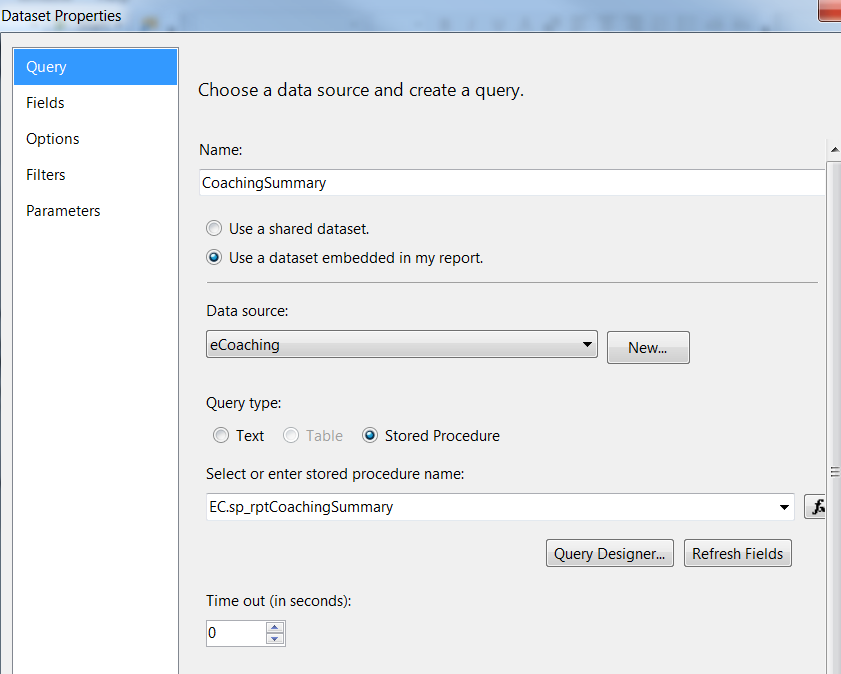 Dataset Properties
Query
Fields
Options
Filters
Parameters
Choose a data source and create a query.
Name:
CoachingSummary
Use a shared dataset.
Use a dataset embedded in my report.
Data source:
eCoaching
New...
Query type:
Text Table Stored Procedure
Select or enter stored procedure name:
EC.sp_rptCoachingSummary
fx
Query Designer... Refresh Fields
Time out (in seconds):
0